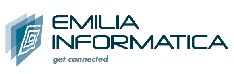 EMILIA
INFORMATICA
get connected